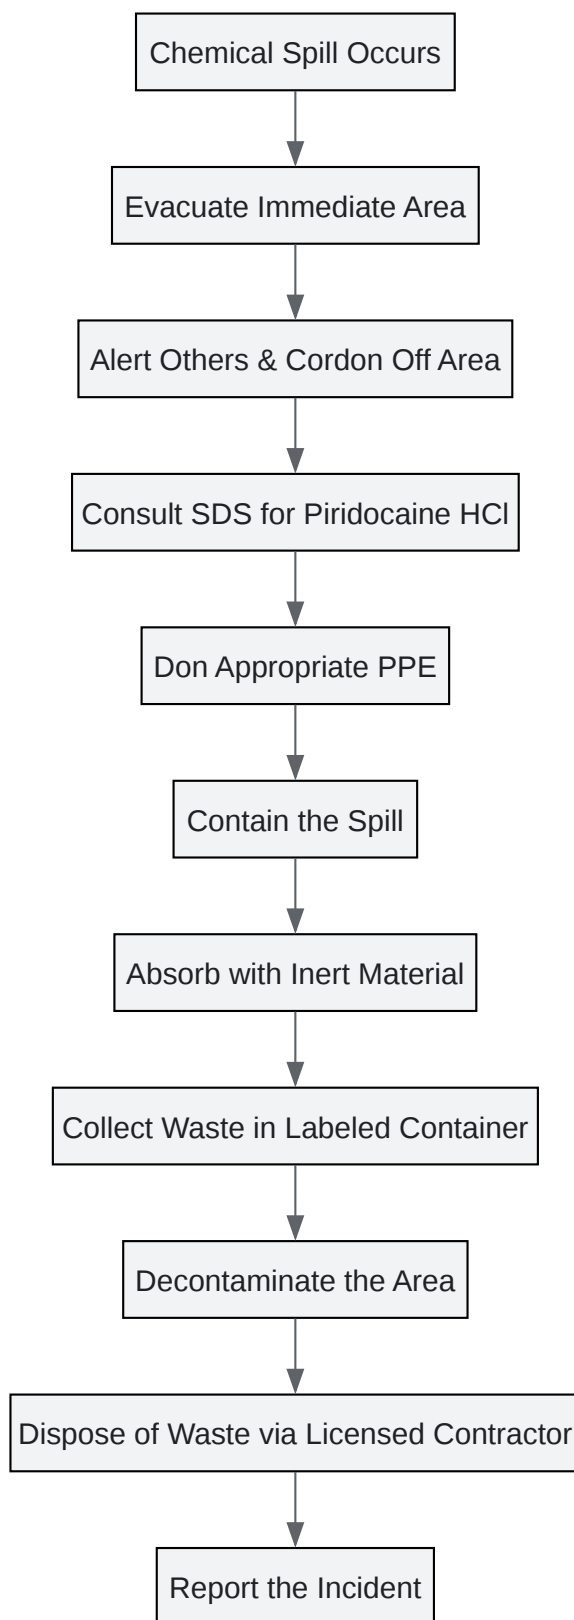 Chemical Spill Occurs
Evacuate Immediate Area
Alert Others & Cordon Off Area
Consult SDS for Piridocaine HCl
Don Appropriate PPE
Contain the Spill
Absorb with Inert Material
Collect Waste in Labeled Container
Decontaminate the Area
Dispose of Waste via Licensed Contractor
Report the Incident